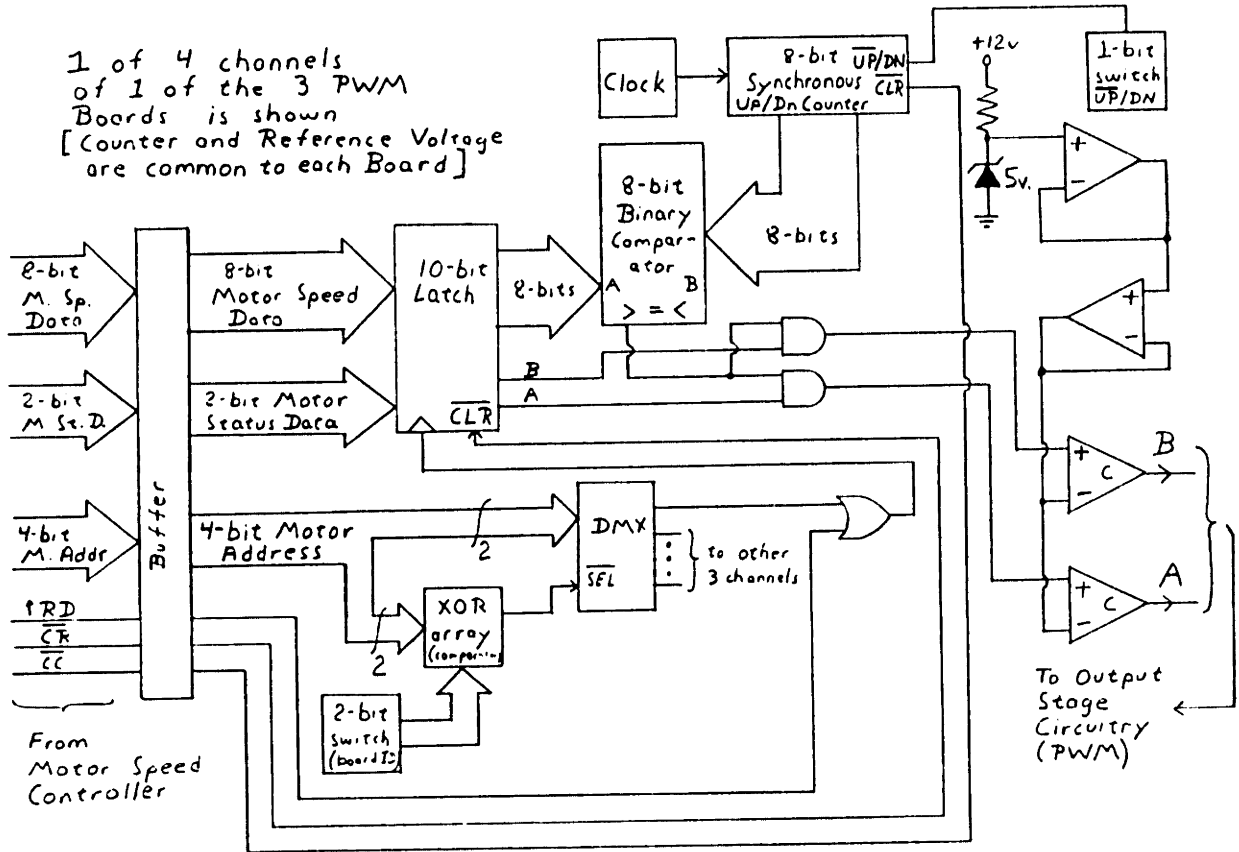 1 of 4 channels
of 1 of the 3 PWM
Boards is shown
[Counter and Reference Voltage
are common to each Board]
Clock
8-bit UP/DN
Synchronous CLR
UP/Dn Counter
+12v
1-bit
switch
UP/DN
+
-
5v.
8-bit
Binary
Compar-
ator
A B
> = <
8-bits
8-bit
M. Sp.
Data
8-bit
Motor Speed
Data
10-bit
Latch
8-bits
+
-
2-bit
M St. D.
2-bit Motor
Status Data
B
A
CLR
Buffer
4-bit
M. Addr
4-bit Motor
Address
2
DMX
SEL
to other
3 channels
+
-
C
B
+
-
C
A
↑RD
CR
CC
2
XOR
array
2-bit
switch
From
Motor Speed
Controller
To Output
Stage
Circuitry
(PWM)